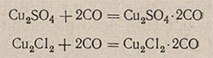 Cu₂SO₄ + 2CO = Cu₂SO₄·2CO
Cu₂Cl₂ + 2CO = Cu₂Cl₂·2CO